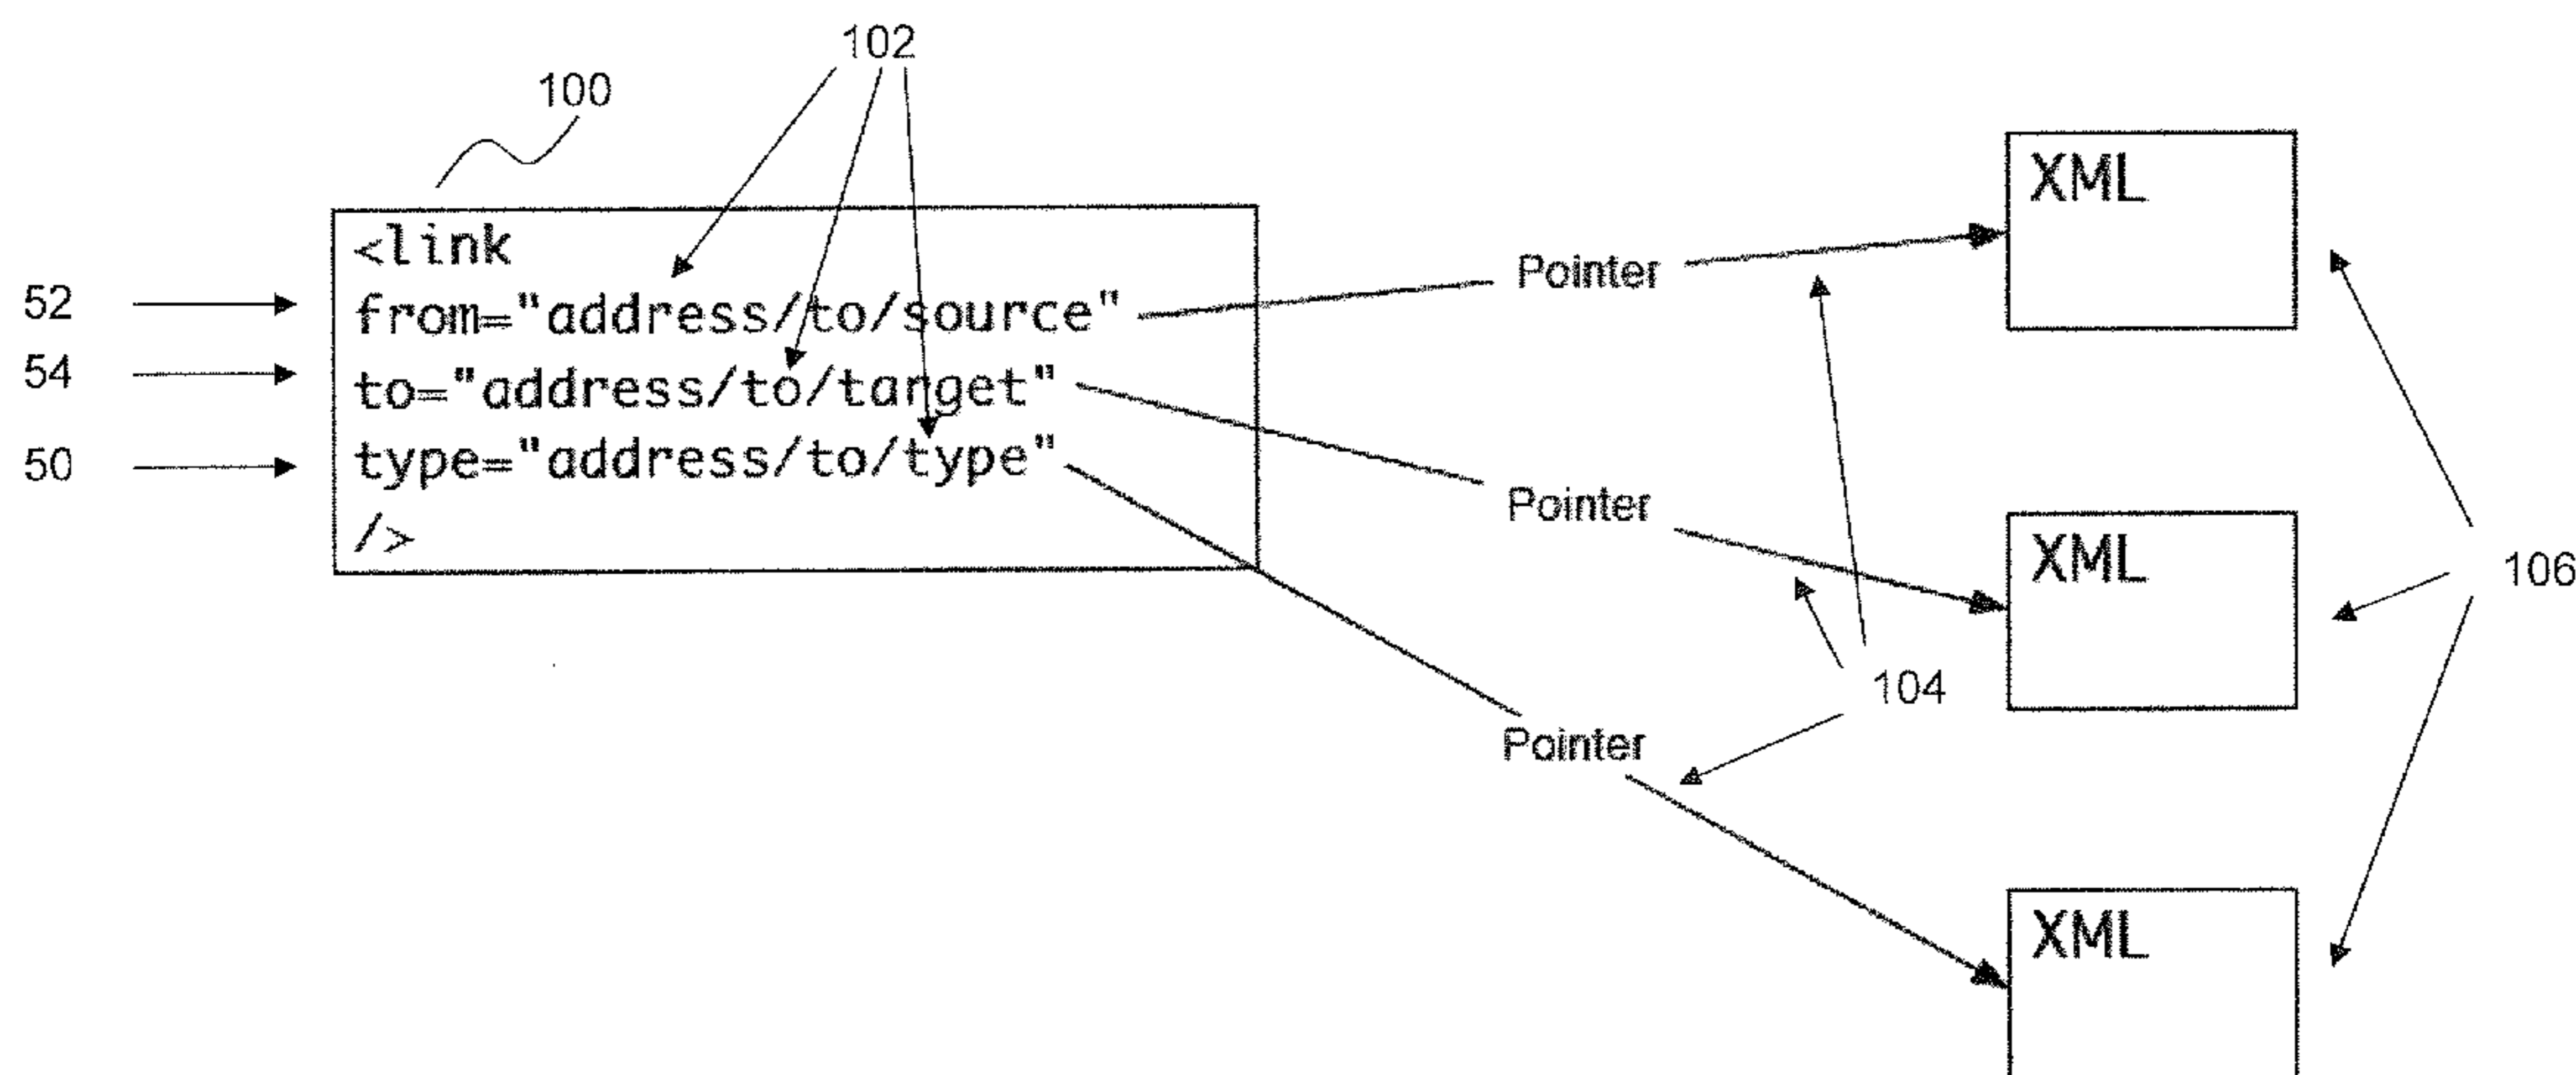 102
100
<link
from="address/to/source"
to="address/to/target"
type="address/to/type"
/>
52
54
50
Pointer
Pointer
Pointer
XML
XML
XML
104
106